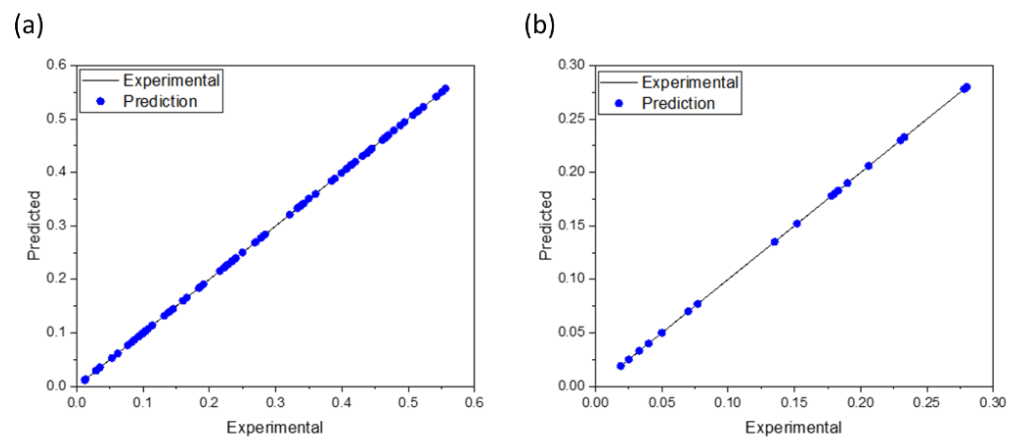 (a)
0.6
0.5
0.4
0.3
0.2
0.1
0.0
Predicted
Experimental
Prediction
0.0 0.1 0.2 0.3 0.4 0.5 0.6
Experimental
(b)
0.30
0.25
0.20
0.15
0.10
0.05
0.00
Predicted
Experimental
Prediction
0.00 0.05 0.10 0.15 0.20 0.25 0.30
Experimental